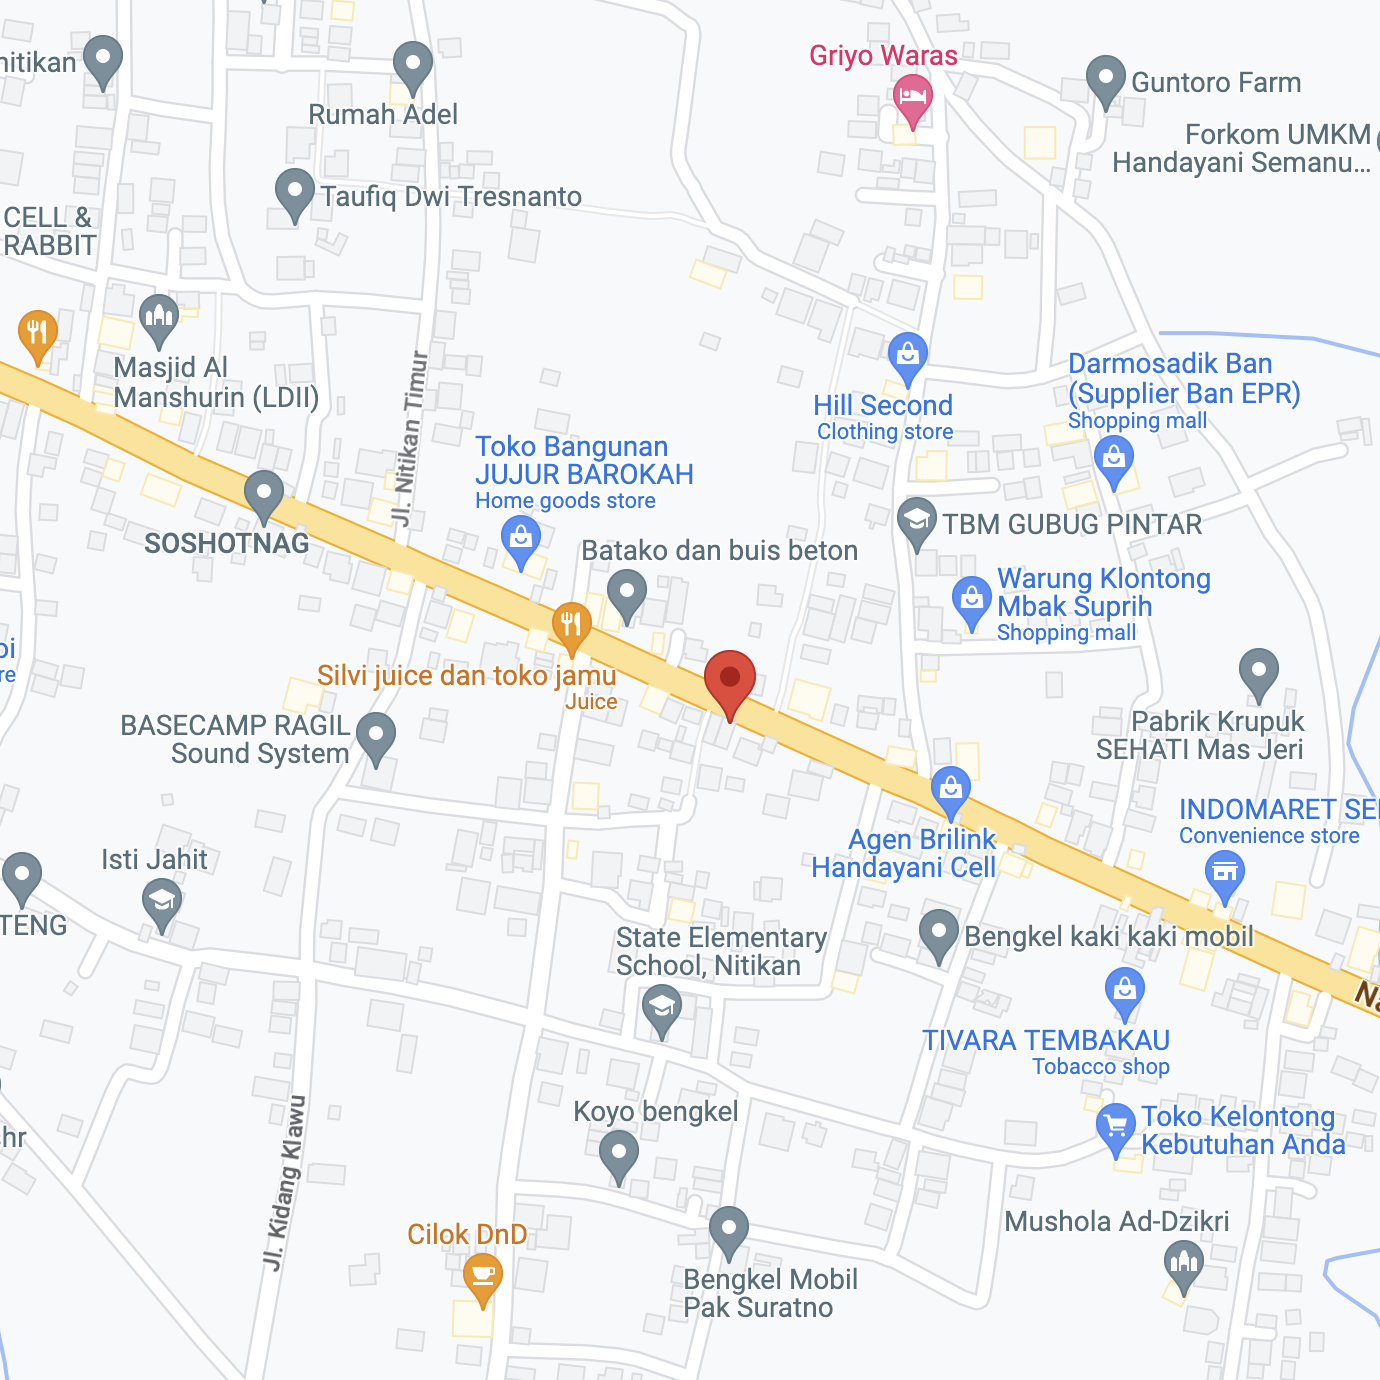 Griyo Waras
nitikan
Guntoro Farm
Rumah Adel
Forkom UMKM (
Handayani Semanu...
Taufiq Dwi Tresnanto
CELL &
RABBIT
Masjid Al
Manshurin (LDII)
Jl. Nitikan Timur
Darmosadik Ban
(Supplier Ban EPR)
Shopping mall
Hill Second
Clothing store
Toko Bangunan
JUJUR BAROKAH
Home goods store
SOSHOTNAG
TBM GUBUG PINTAR
Batako dan buis beton
Warung Klontong
Mbak Suprih
Shopping mall
oi
re
Silvi juice dan toko jamu
Juice
BASECAMP RAGIL
Sound System
Pabrik Krupuk
SEHATI Mas Jeri
INDOMARET SE
Convenience store
Agen Brilink
Handayani Cell
Isti Jahit
TENG
State Elementary
School, Nitikan
Bengkel kaki kaki mobil
Na
TIVARA TEMBAKAU
Tobacco shop
Koyo bengkel
Toko Kelontong
Kebutuhan Anda
hr
Jl. Kidang Klawu
Cilok DnD
Mushola Ad-Dzikri
Bengkel Mobil
Pak Suratno